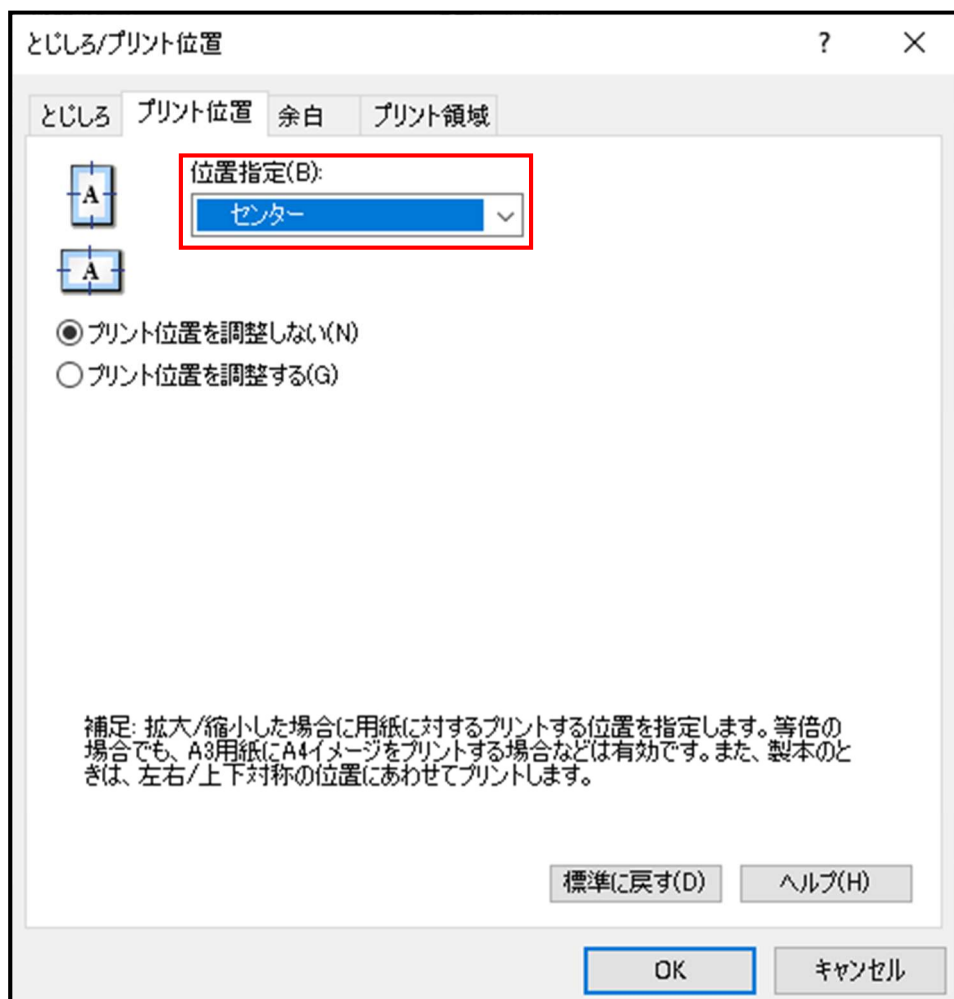 とじしろ/プリント位置 ? ×
とじしろ プリント位置 余白 プリント領域
位置指定(B):
A
センター
A
プリント位置を調整しない(N)
プリント位置を調整する(G)
補足: 拡大/縮小した場合に用紙に対するプリントする位置を指定します。等倍の
場合でも、A3用紙にA4イメージをプリントする場合などは有効です。また、製本のと
きは、左右/上下対称の位置にあわせてプリントします。
標準に戻す(D) ヘルプ(H)
OK キャンセル